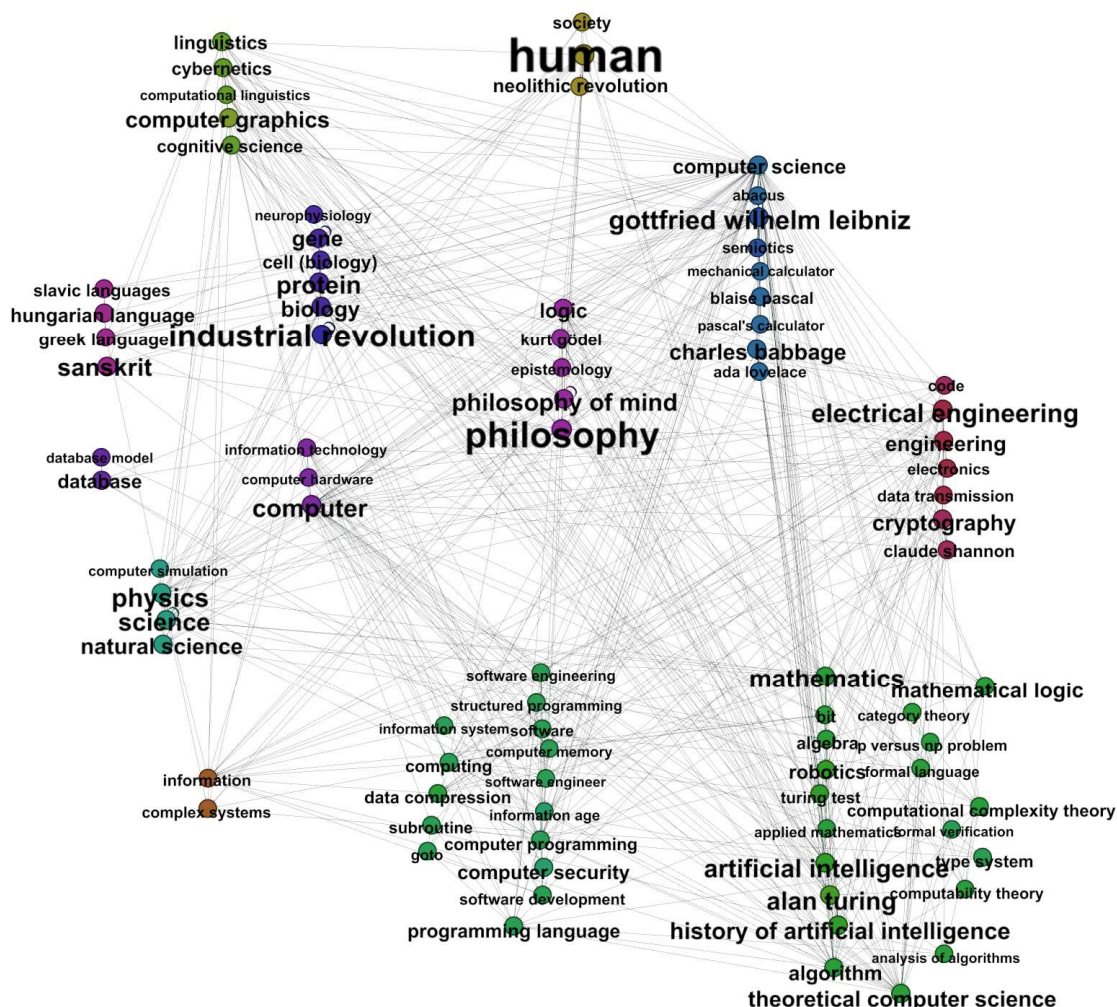 society
human
neolithic revolution
linguistics
cybernetics
computational linguistics
computer graphics
cognitive science
computer science
abacus
gottfried wilhelm leibniz
semiotics
mechanical calculator
blaise pascal
pascal's calculator
charles babbage
ada lovelace
neurophysiology
gene
cell (biology)
protein
biology
industrial revolution
slavic languages
hungarian language
greek language
sanskrit
logic
kurt gödel
epistemology
philosophy of mind
philosophy
code
electrical engineering
engineering
electronics
data transmission
cryptography
claude shannon
database model
database
information technology
computer hardware
computer
computer simulation
physics
science
natural science
information
complex systems
software engineering
structured programming
information system
software
computer memory
computing
software engineer
data compression
information age
subroutine
computer programming
goto
computer security
software development
programming language
mathematics
mathematical logic
bit
category theory
algebra
p versus np problem
robotics
formal language
turing test
computational complexity theory
applied mathematics
formal verification
artificial intelligence
type system
alan turing
computability theory
history of artificial intelligence
analysis of algorithms
algorithm
theoretical computer science